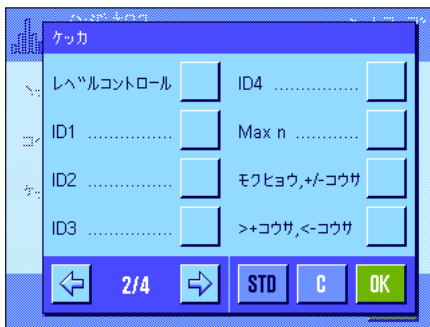 ケッカ
レベルコントロール
ID4 ..............
ID1 ................
Max n ............
ID2 ................
モクヒョウ,+/-コウサ
ID3 ................
>+コウサ,<-コウサ
2/4
STD
C
OK